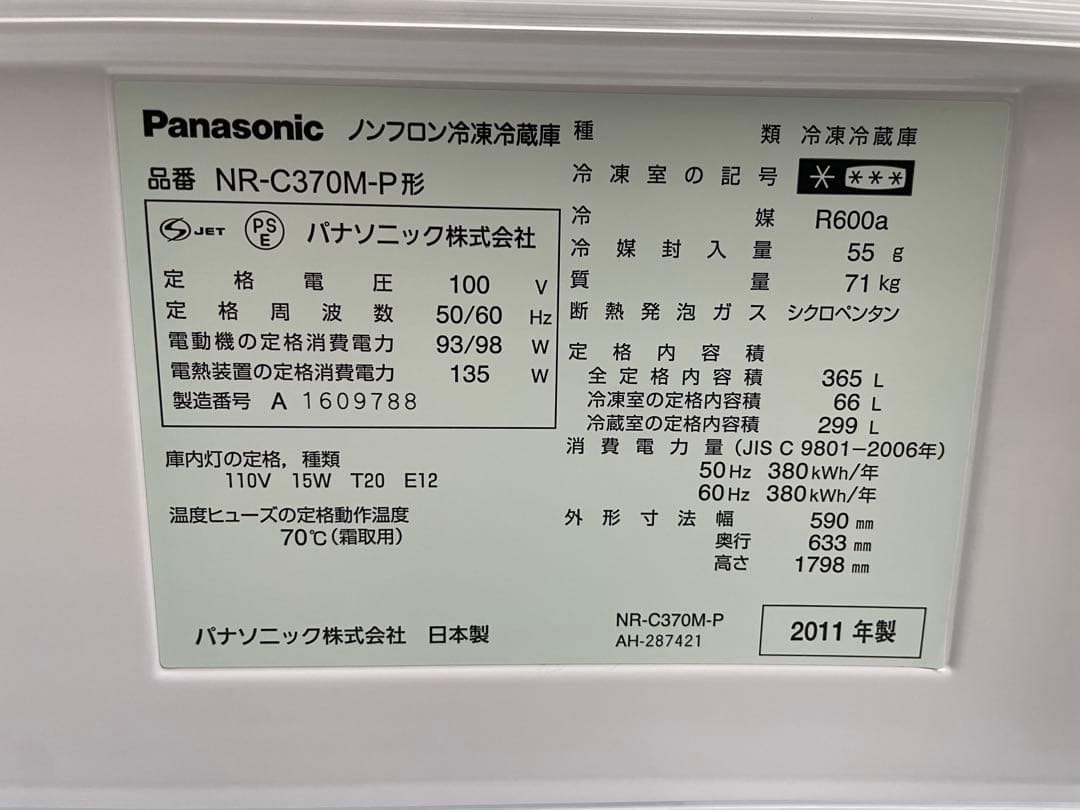 Panasonic ノンフロン冷凍冷蔵庫
品番 NR-C370M-P形
JET PSE パナソニック株式会社
定格電圧 100 V
定格周波数 50/60 Hz
電動機の定格消費電力 93/98 W
電熱装置の定格消費電力 135 W
製造番号 A 1609788
庫内灯の定格,種類
110V 15W T20 E12
温度ヒューズの定格動作温度
70℃(霜取用)
パナソニック株式会社 日本製
種類 冷凍冷蔵庫
冷凍室の記号 * ***
冷媒 R600a
冷媒封入量 55 g
質量 71 kg
断熱発泡ガス シクロペンタン
定格内容積
全定格内容積 365 L
冷凍室の定格内容積 66 L
冷蔵室の定格内容積 299 L
消費電力量(JIS C 9801-2006年)
50Hz 380kWh/年
60Hz 380kWh/年
外形寸法 幅 590 mm
奥行 633 mm
高さ 1798 mm
NR-C370M-P
AH-287421
2011 年製